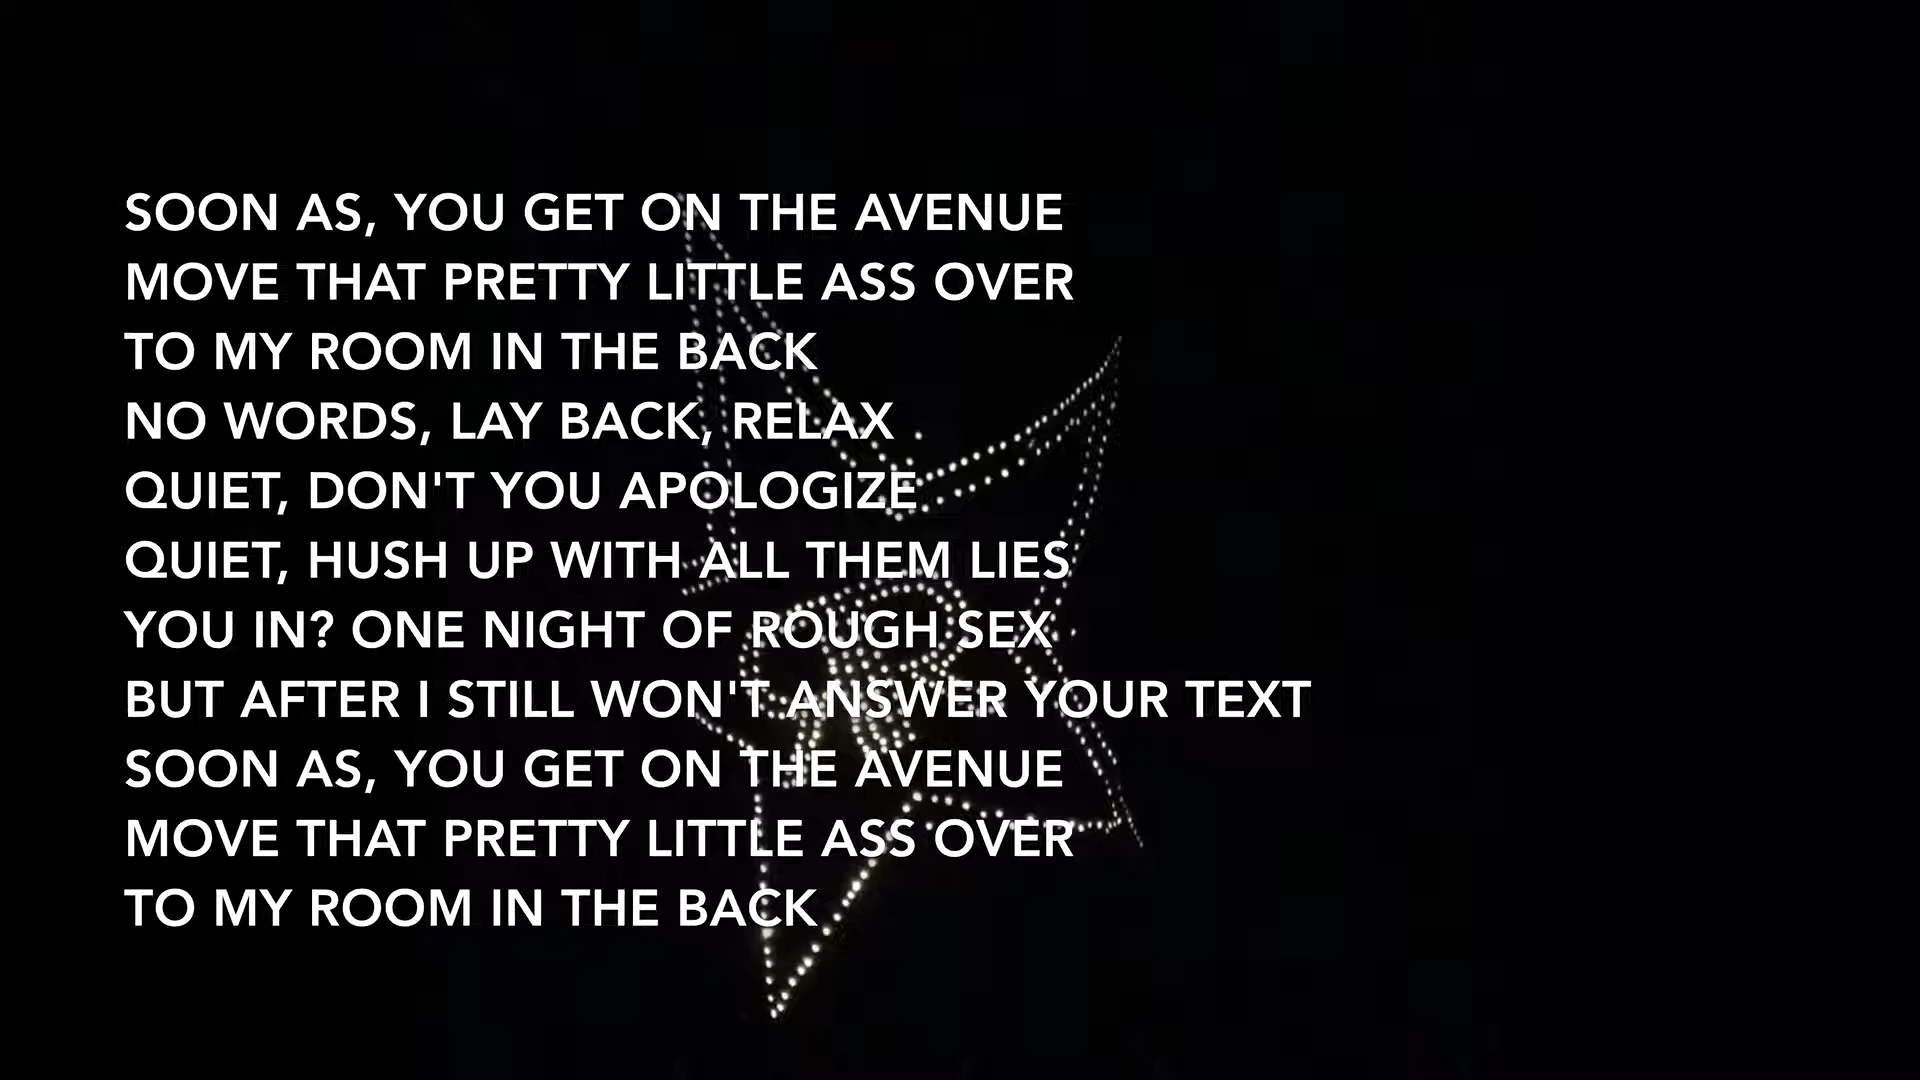 SOON AS, YOU GET ON THE AVENUE
MOVE THAT PRETTY LITTLE ASS OVER
TO MY ROOM IN THE BACK
NO WORDS, LAY BACK, RELAX
QUIET, DON'T YOU APOLOGIZE
QUIET, HUSH UP WITH ALL THEM LIES
YOU IN? ONE NIGHT OF ROUGH SEX
BUT AFTER I STILL WON'T ANSWER YOUR TEXT
SOON AS, YOU GET ON THE AVENUE
MOVE THAT PRETTY LITTLE ASS OVER
TO MY ROOM IN THE BACK